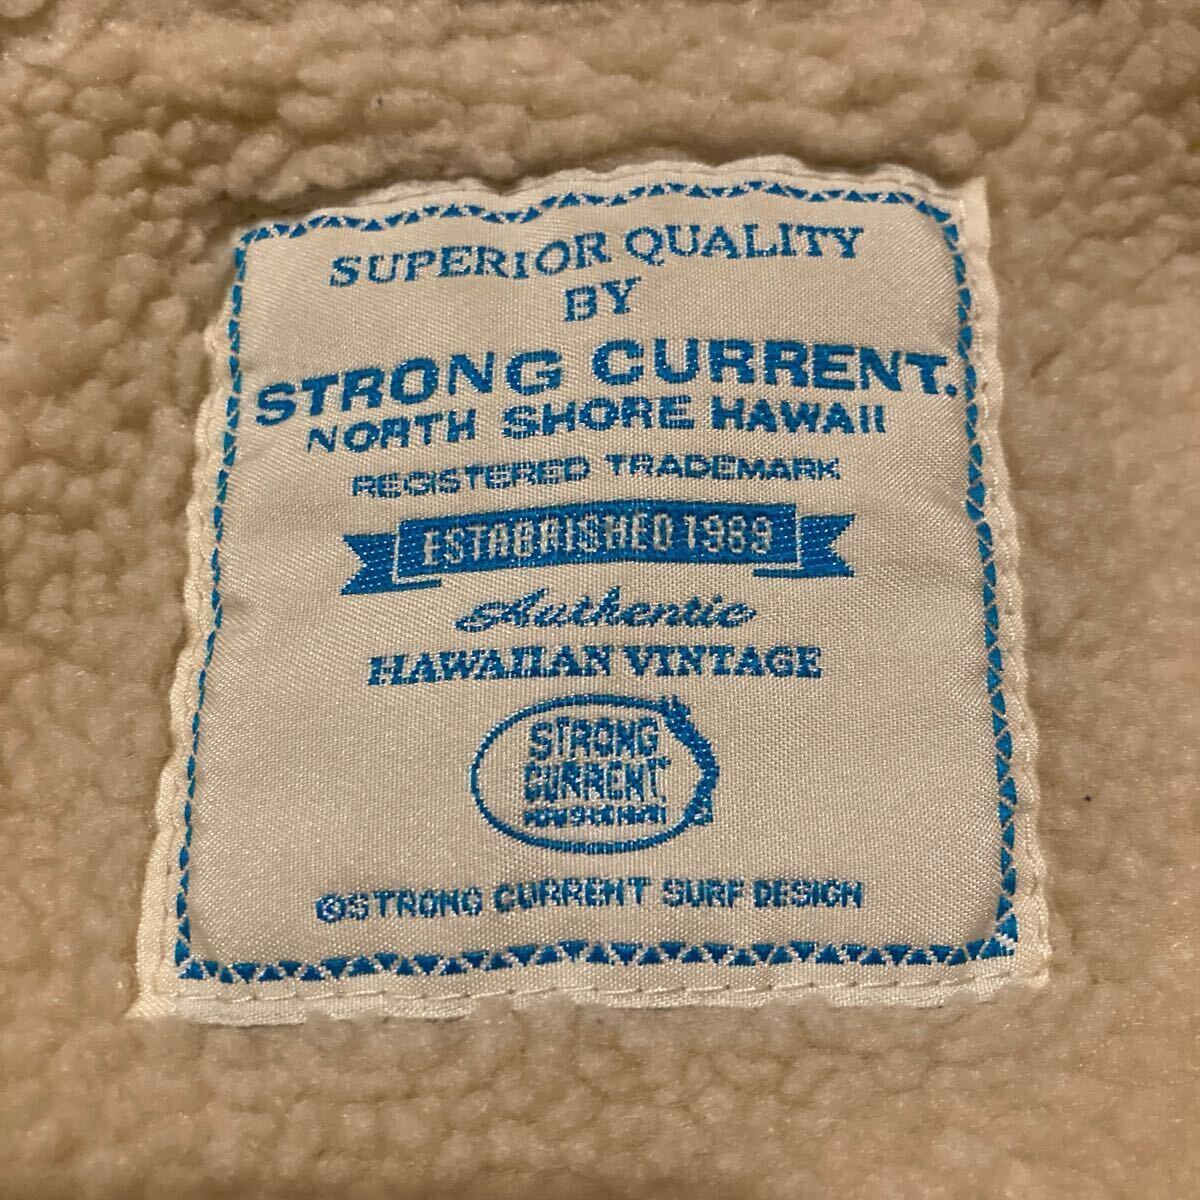 SUPERIOR QUALITY
BY
STRONG CURRENT.
NORTH SHORE HAWAII
REGISTERED TRADEMARK
ESTABRISHED 1989
Authentic
HAWAIIAN VINTAGE
STRONG
CURRENT.
©STRONG CURRENT SURF DESIGN